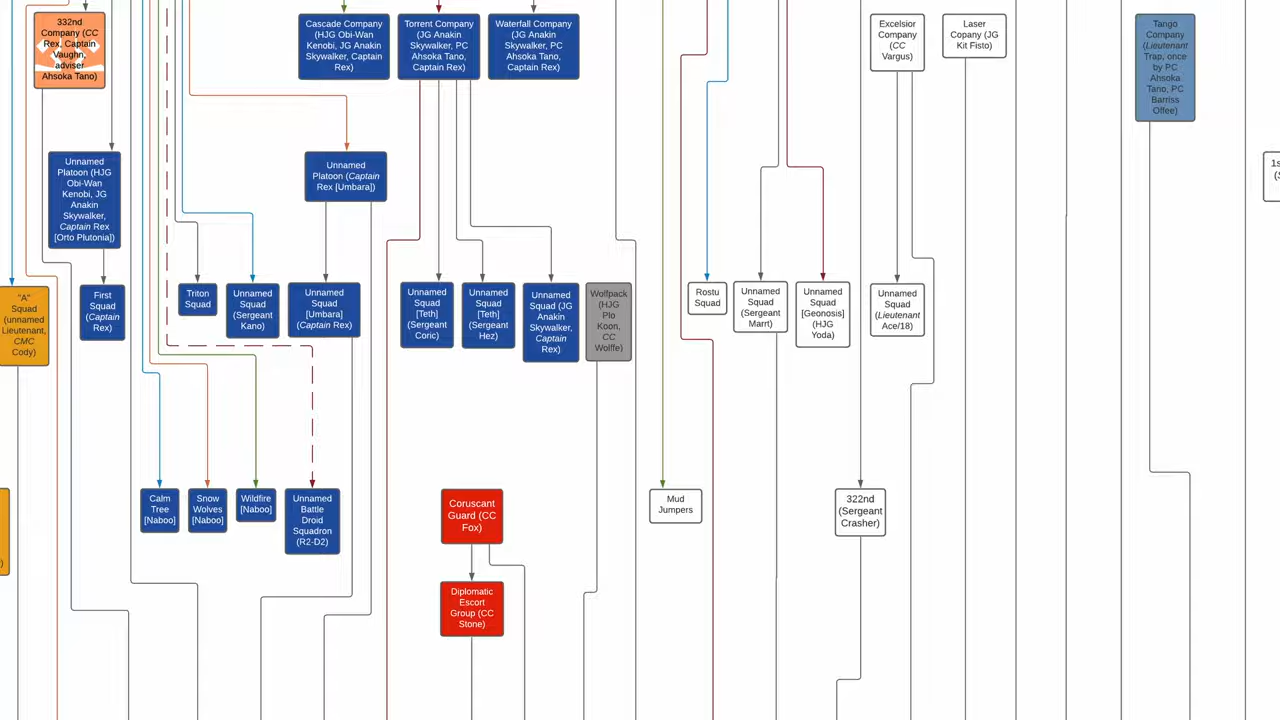 332nd
Company (CC
Rex, Captain
Vaughn,
adviser
Ahsoka Tano)
Cascade Company
(HJG Obi-Wan
Kenobi, JG Anakin
Skywalker, Captain
Rex)
Torrent Company
(JG Anakin
Skywalker, PC
Ahsoka Tano,
Captain Rex)
Waterfall Company
(JG Anakin
Skywalker, PC
Ahsoka Tano,
Captain Rex)
Excelsior
Company
(CC
Vargus)
Laser
Copany (JG
Kit Fisto)
Tango
Company
(Lieutenant
Trap, once
by PC
Ahsoka
Tano, PC
Barriss
Offee)
Unnamed
Platoon (HJG
Obi-Wan
Kenobi, JG
Anakin
Skywalker,
Captain Rex
[Orto Plutonia])
Unnamed
Platoon (Captain
Rex [Umbara])
"A"
Squad
(unnamed
Lieutenant,
CMC
Cody)
First
Squad
(Captain
Rex)
Triton
Squad
Unnamed
Squad
(Sergeant
Kano)
Unnamed
Squad
[Umbara]
(Captain Rex)
Unnamed
Squad
[Teth]
(Sergeant
Coric)
Unnamed
Squad
[Teth]
(Sergeant
Hez)
Unnamed
Squad (JG
Anakin
Skywalker,
Captain
Rex)
Wolfpack
(HJG
Plo
Koon,
CC
Wolffe)
Rostu
Squad
Unnamed
Squad
(Sergeant
Marrt)
Unnamed
Squad
[Geonosis]
(HJG
Yoda)
Unnamed
Squad
(Lieutenant
Ace/18)
Calm
Tree
[Naboo]
Snow
Wolves
[Naboo]
Wildfire
[Naboo]
Unnamed
Battle
Droid
Squadron
(R2-D2)
Coruscant
Guard (CC
Fox)
Mud
Jumpers
322nd
(Sergeant
Crasher)
Diplomatic
Escort
Group (CC
Stone)